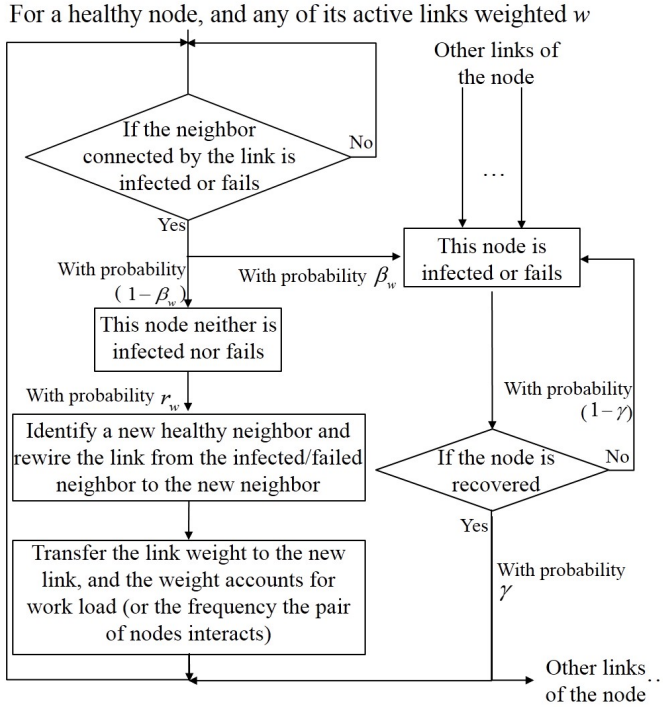 For a healthy node, and any of its active links weighted w
If the neighbor
connected by the link is
infected or fails
No
Yes
Other links of
the node
...
This node is
infected or fails
With probability
(1−β_w)
With probability β_w
This node neither is
infected nor fails
With probability r_w
Identify a new healthy neighbor and
rewire the link from the infected/failed
neighbor to the new neighbor
Transfer the link weight to the new
link, and the weight accounts for
work load (or the frequency the pair
of nodes interacts)
With probability
(1−γ)
If the node is
recovered
No
Yes
With probability
γ
Other links
of the node
..